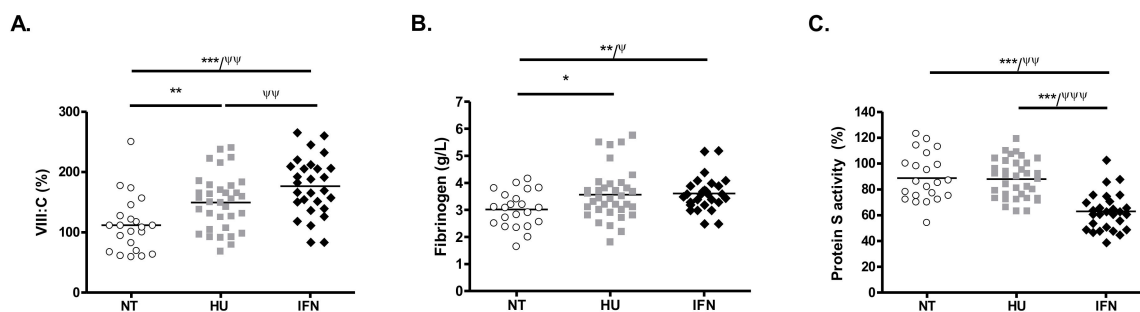 A.
***/ψψ
** ψψ
300
200
100
0
VIII:C (%)
NT HU IFN
B.
**/ψ
*
7
6
5
4
3
2
1
0
Fibrinogen (g/L)
NT HU IFN
C.
***/ψψ
***/ψψψ
140
120
100
80
60
40
20
0
Protein S activity (%)
NT HU IFN